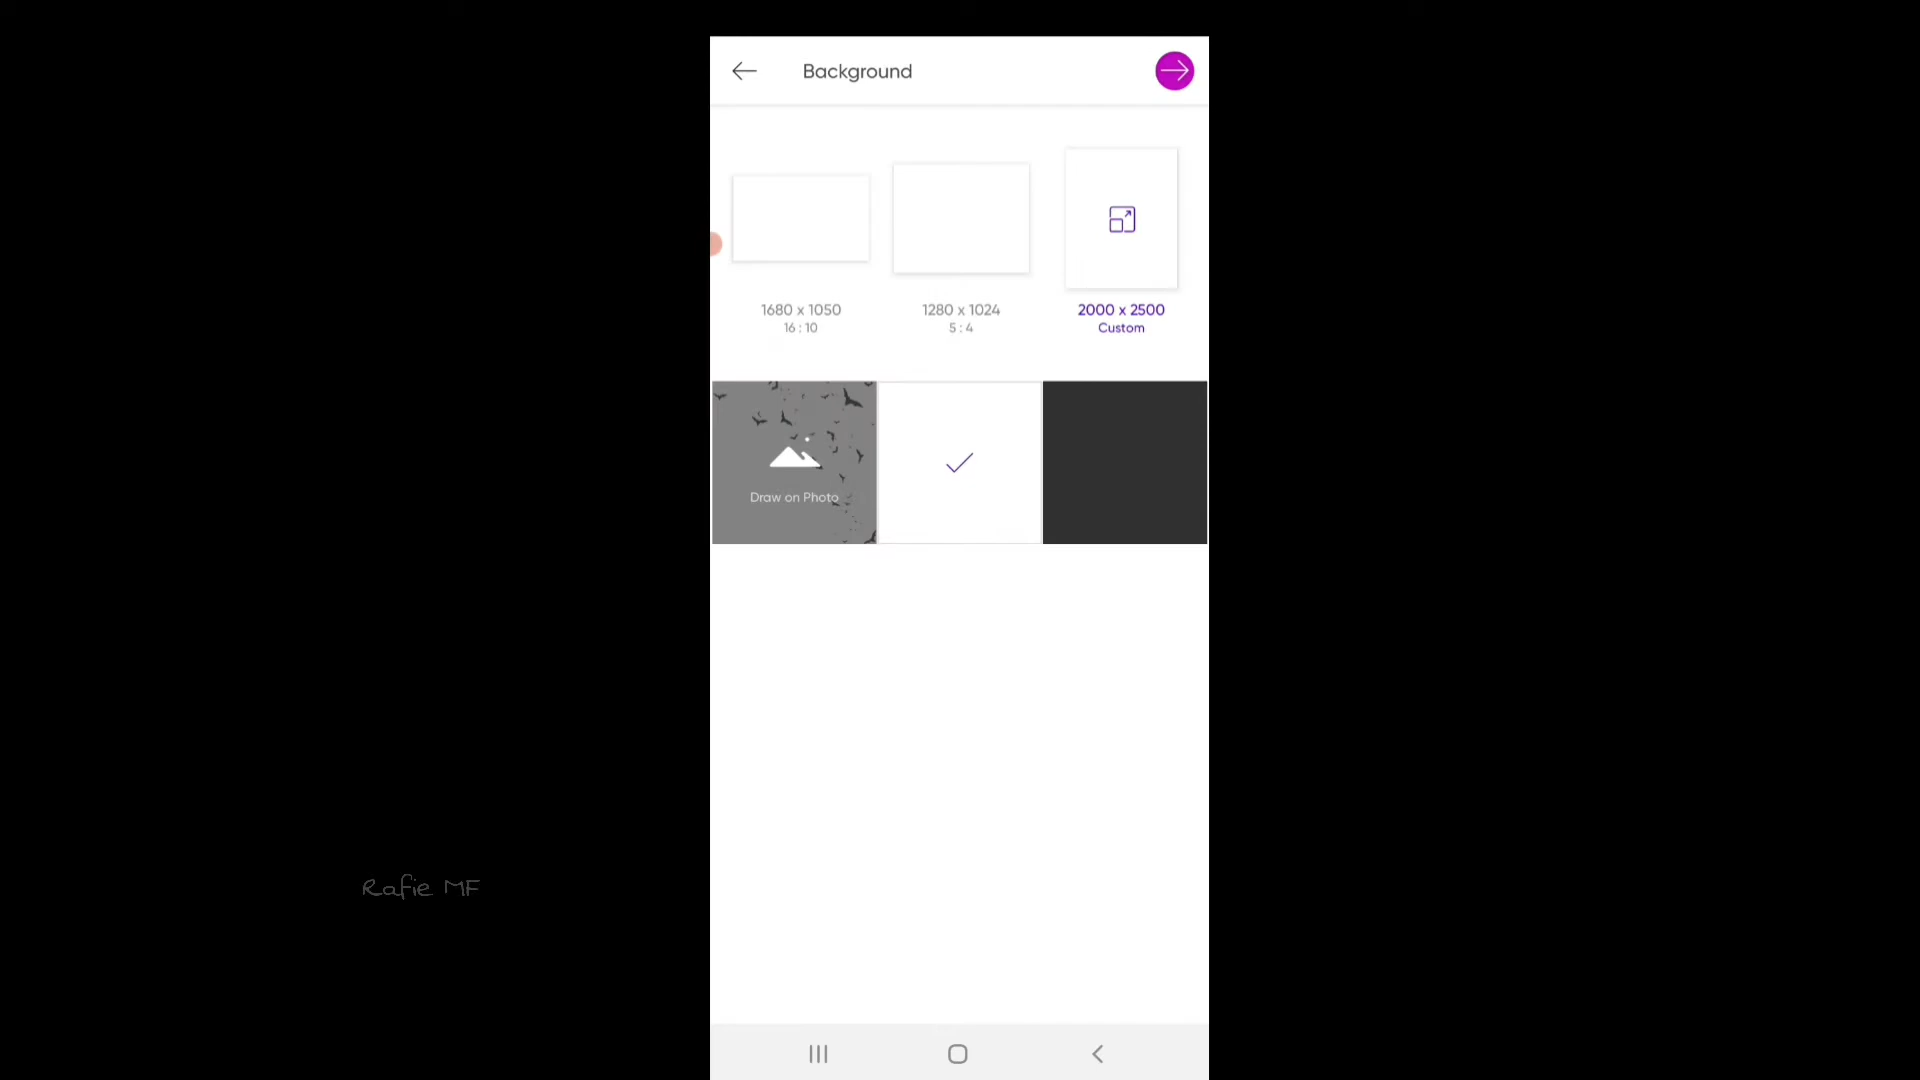 Background
1680 x 1050
16 : 10
1280 x 1024
5 : 4
2000 x 2500
Custom
Draw on Photo
Rafie MF